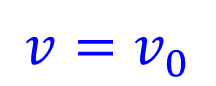 v = v₀